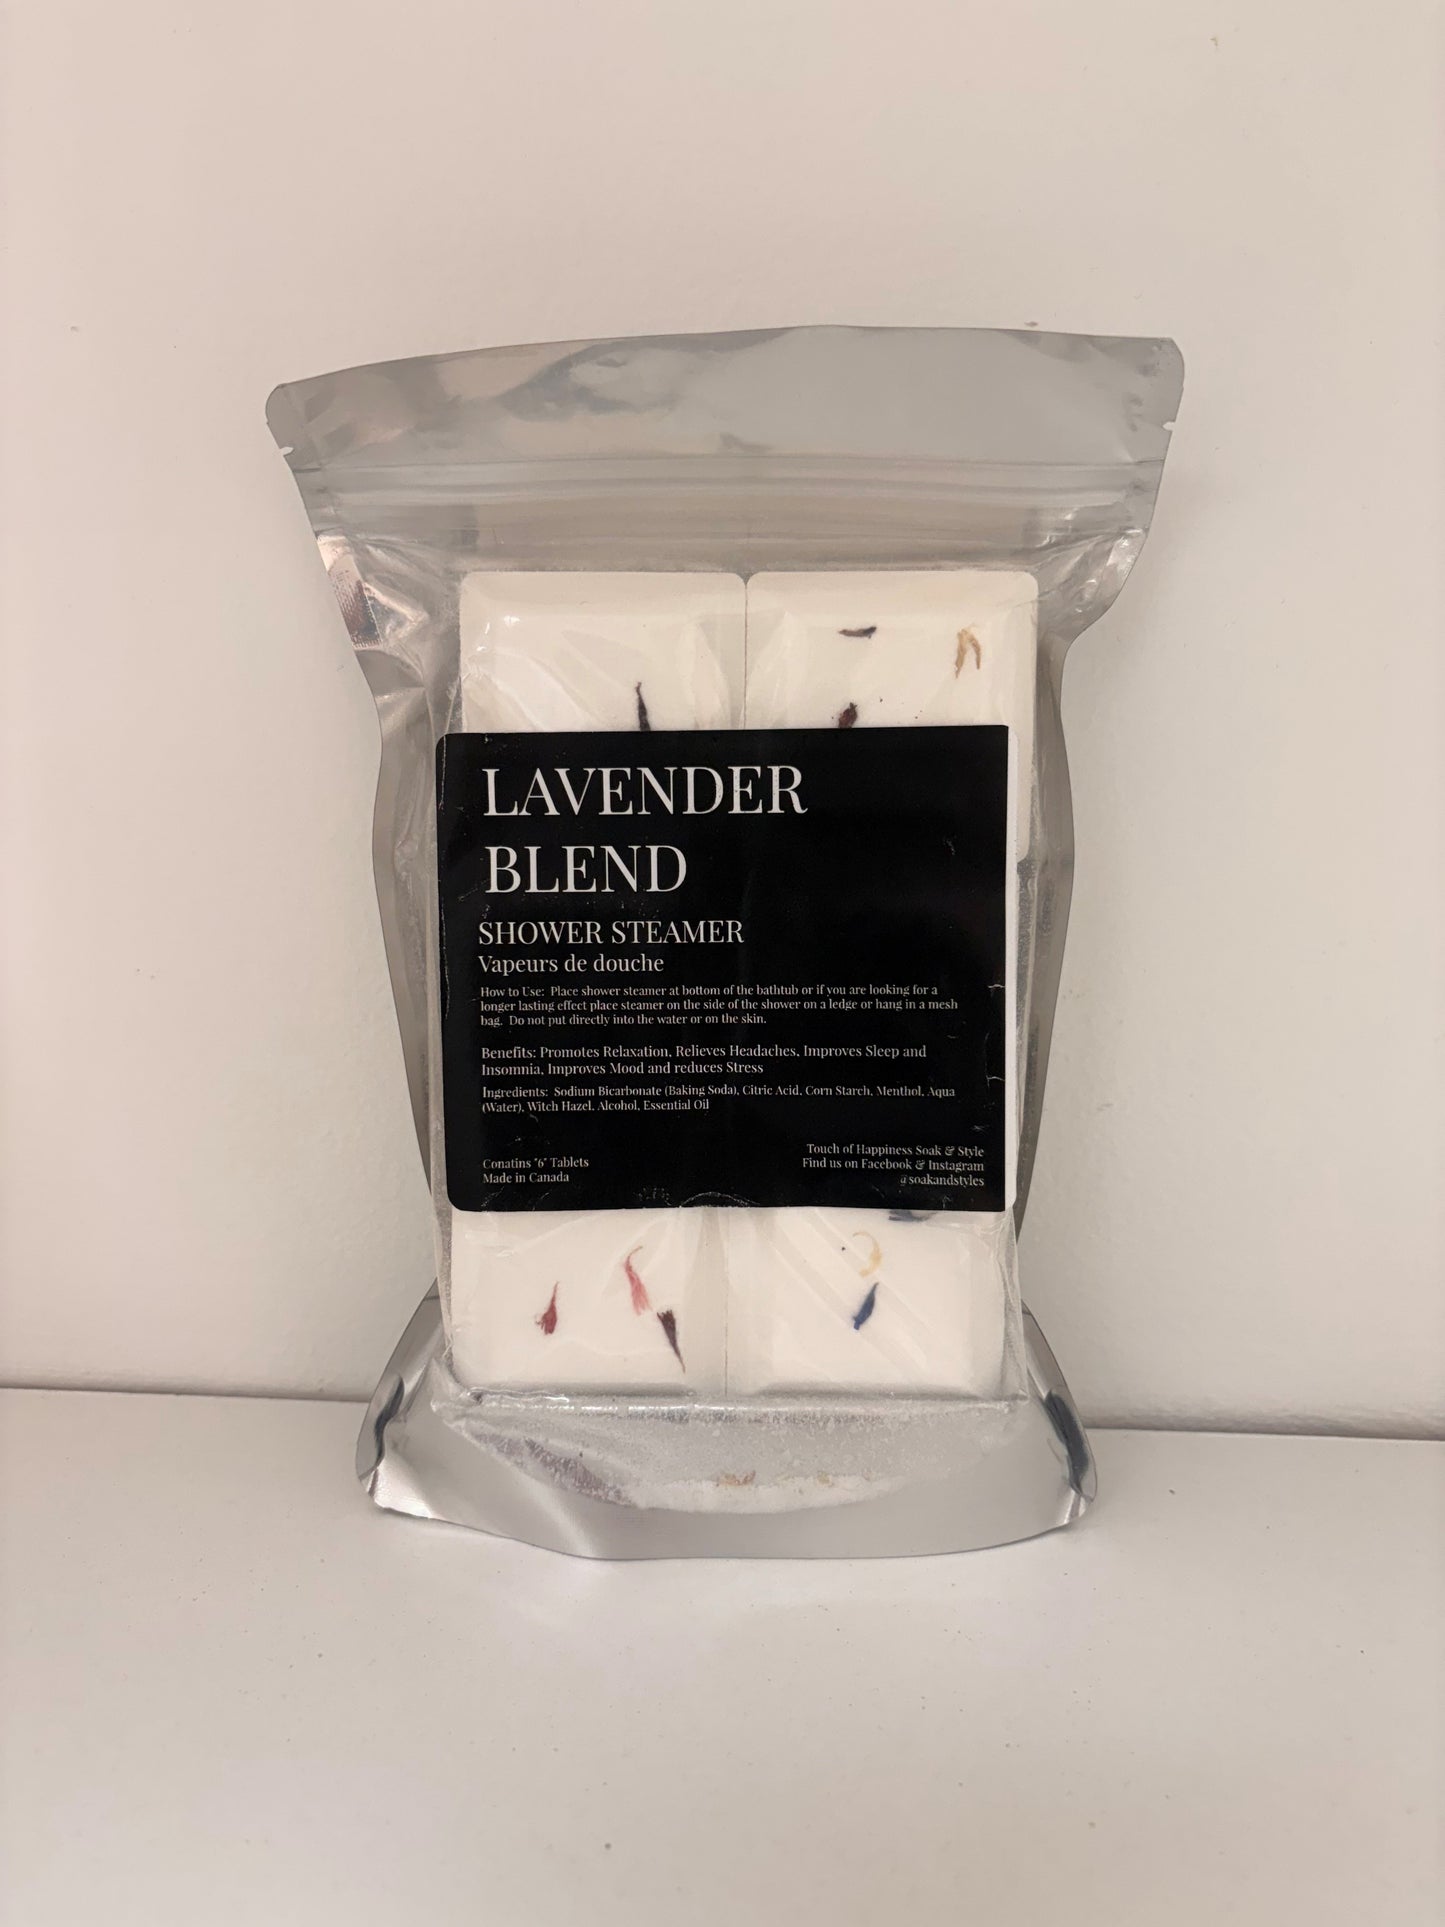 LAVENDER
BLEND
SHOWER STEAMER
Vapeurs de douche
How to Use: Place shower steamer at bottom of the bathtub or if you are looking for a
longer lasting effect place steamer on the side of the shower on a ledge or hang in a mesh
bag. Do not put directly into the water or on the skin.
Benefits: Promotes Relaxation, Relieves Headaches, Improves Sleep and
Insomnia, Improves Mood and reduces Stress
Ingredients: Sodium Bicarbonate (Baking Soda), Citric Acid, Corn Starch, Menthol, Aqua
(Water), Witch Hazel, Alcohol, Essential Oil
Conatins "6" Tablets
Made in Canada
Touch of Happiness Soak & Style
Find us on Facebook & Instagram
@soakandstyles